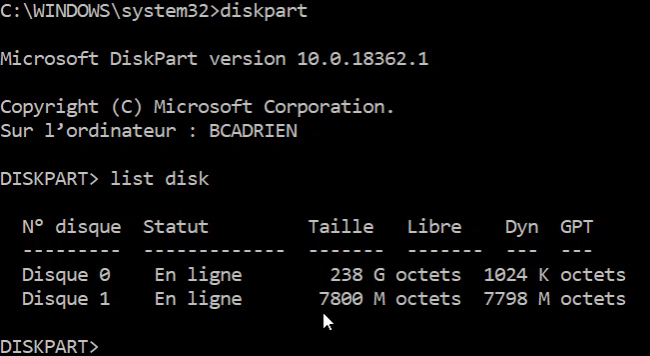 C:\WINDOWS\system32>diskpart
Microsoft DiskPart version 10.0.18362.1
Copyright (C) Microsoft Corporation.
Sur l’ordinateur : BCADRIEN
DISKPART> list disk
N° disque  Statut         Taille   Libre    Dyn  GPT
---------  -------------  -------  -------  ---  ---
Disque 0    En ligne        238 G octets  1024 K octets
Disque 1    En ligne       7800 M octets  7798 M octets
DISKPART>